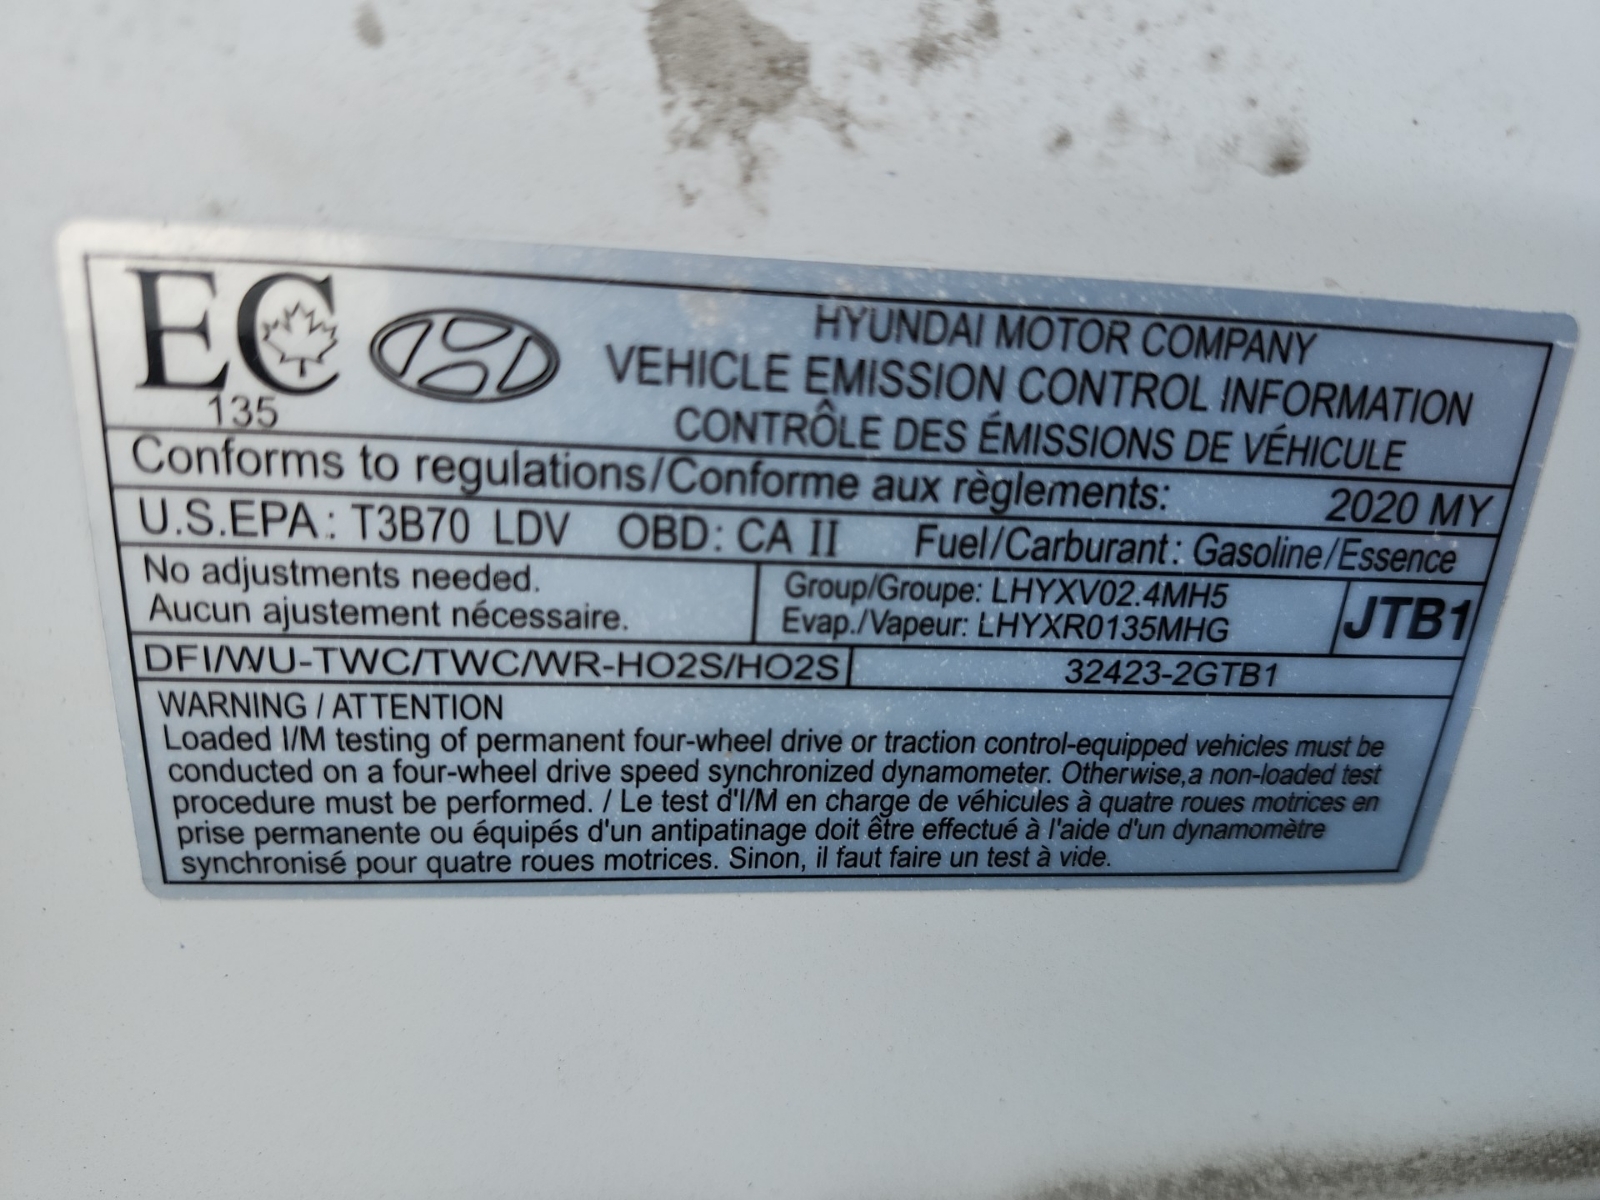 EC
135
HYUNDAI MOTOR COMPANY
VEHICLE EMISSION CONTROL INFORMATION
CONTRÔLE DES ÉMISSIONS DE VÉHICULE
Conforms to regulations/Conforme aux règlements: 2020 MY
U.S.EPA.: T3B70 LDV OBD: CA II Fuel/Carburant: Gasoline/Essence
No adjustments needed.
Aucun ajustement nécessaire.
Group/Groupe: LHYXV02.4MH5
Evap./Vapeur: LHYXR0135MHG
JTB1
DFI/WU-TWC/TWC/WR-HO2S/HO2S
32423-2GTB1
WARNING / ATTENTION
Loaded I/M testing of permanent four-wheel drive or traction control-equipped vehicles must be
conducted on a four-wheel drive speed synchronized dynamometer. Otherwise,a non-loaded test
procedure must be performed. / Le test d'I/M en charge de véhicules à quatre roues motrices en
prise permanente ou équipés d'un antipatinage doit être effectué à l'aide d'un dynamomètre
synchronisé pour quatre roues motrices. Sinon, il faut faire un test à vide.